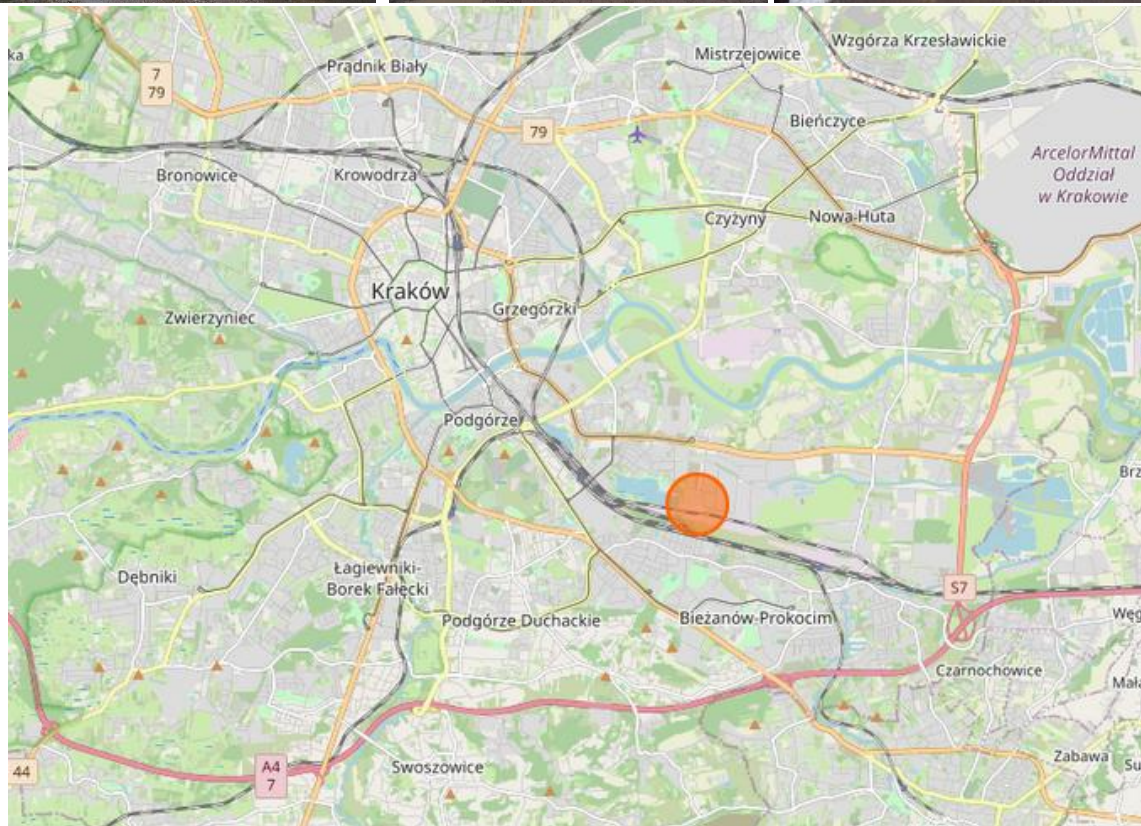 ka
7
79
Prądnik Biały
Mistrzejowice
Wzgórza Krzesławickie
79
Bieńczyce
ArcelorMittal
Oddział
w Krakowie
Bronowice
Krowodrza
Czyżyny
Nowa Huta
Kraków
Grzegórzki
Zwierzyniec
Podgórze
Brz
Dębniki
Łagiewniki-
Borek Fałęcki
S7
Podgórze Duchackie
Bieżanów-Prokocim
Węg
Czarnochowice
Mała
44
A4
7
Swoszowice
Zabawa
Su